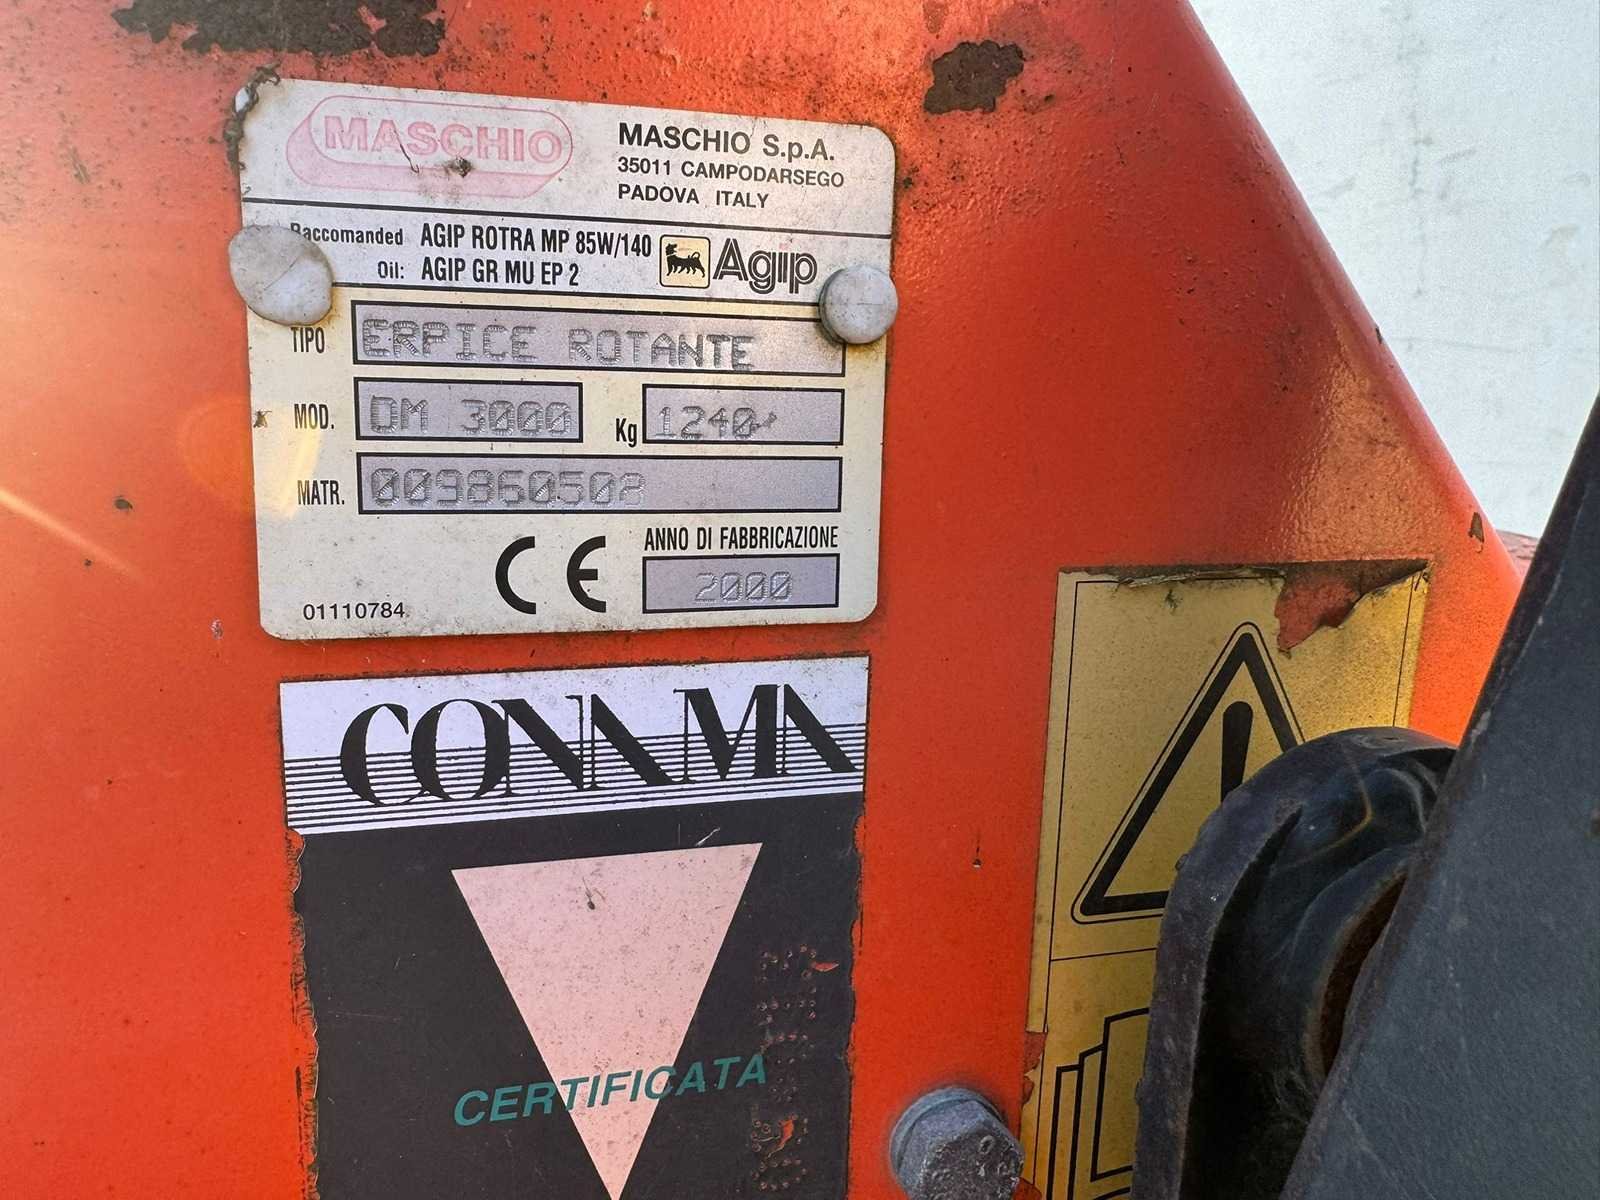 MASCHIO
MASCHIO S.p.A.
35011 CAMPODARSEGO
PADOVA ITALY
Raccomanded AGIP ROTRA MP 85W/140
Oil: AGIP GR MU EP 2
Agip
TIPO ERPICE ROTANTE
MOD. DM 3000 Kg 1240
MATR. 009860508
CE
ANNO DI FABBRICAZIONE
2000
01110784
CONAMA
CERTIFICATA